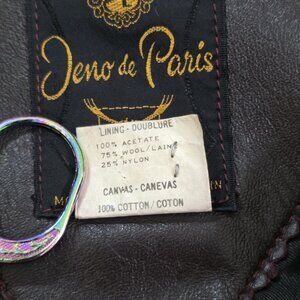 Jeno de Paris
LINING - DOUBLURE
100% ACETATE
75% WOOL/LAINE
25% NYLON
CANVAS - CANEVAS
100% COTTON/COTON